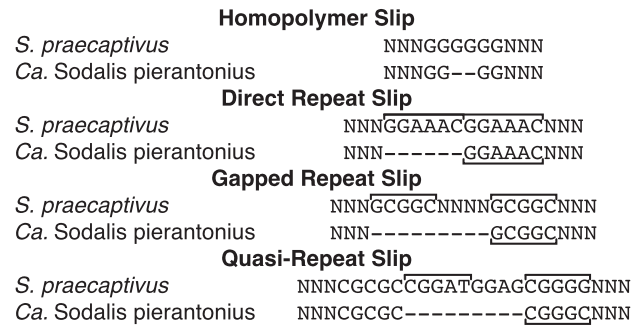 Homopolymer Slip
S. praecaptivus NNNGGGGGGNNN
Ca. Sodalis pierantonius NNNGG--GGNNN
Direct Repeat Slip
S. praecaptivus NNNGGAAACGGAAACNNN
Ca. Sodalis pierantonius NNN------GGAAACNNN
Gapped Repeat Slip
S. praecaptivus NNNGCGGCNNNNGCGGCNNN
Ca. Sodalis pierantonius NNN---------GCGGCNNN
Quasi-Repeat Slip
S. praecaptivus NNNCGCGCCGGATGGAGCGGGGNNN
Ca. Sodalis pierantonius NNNCGCGC---------CGGGCNNN